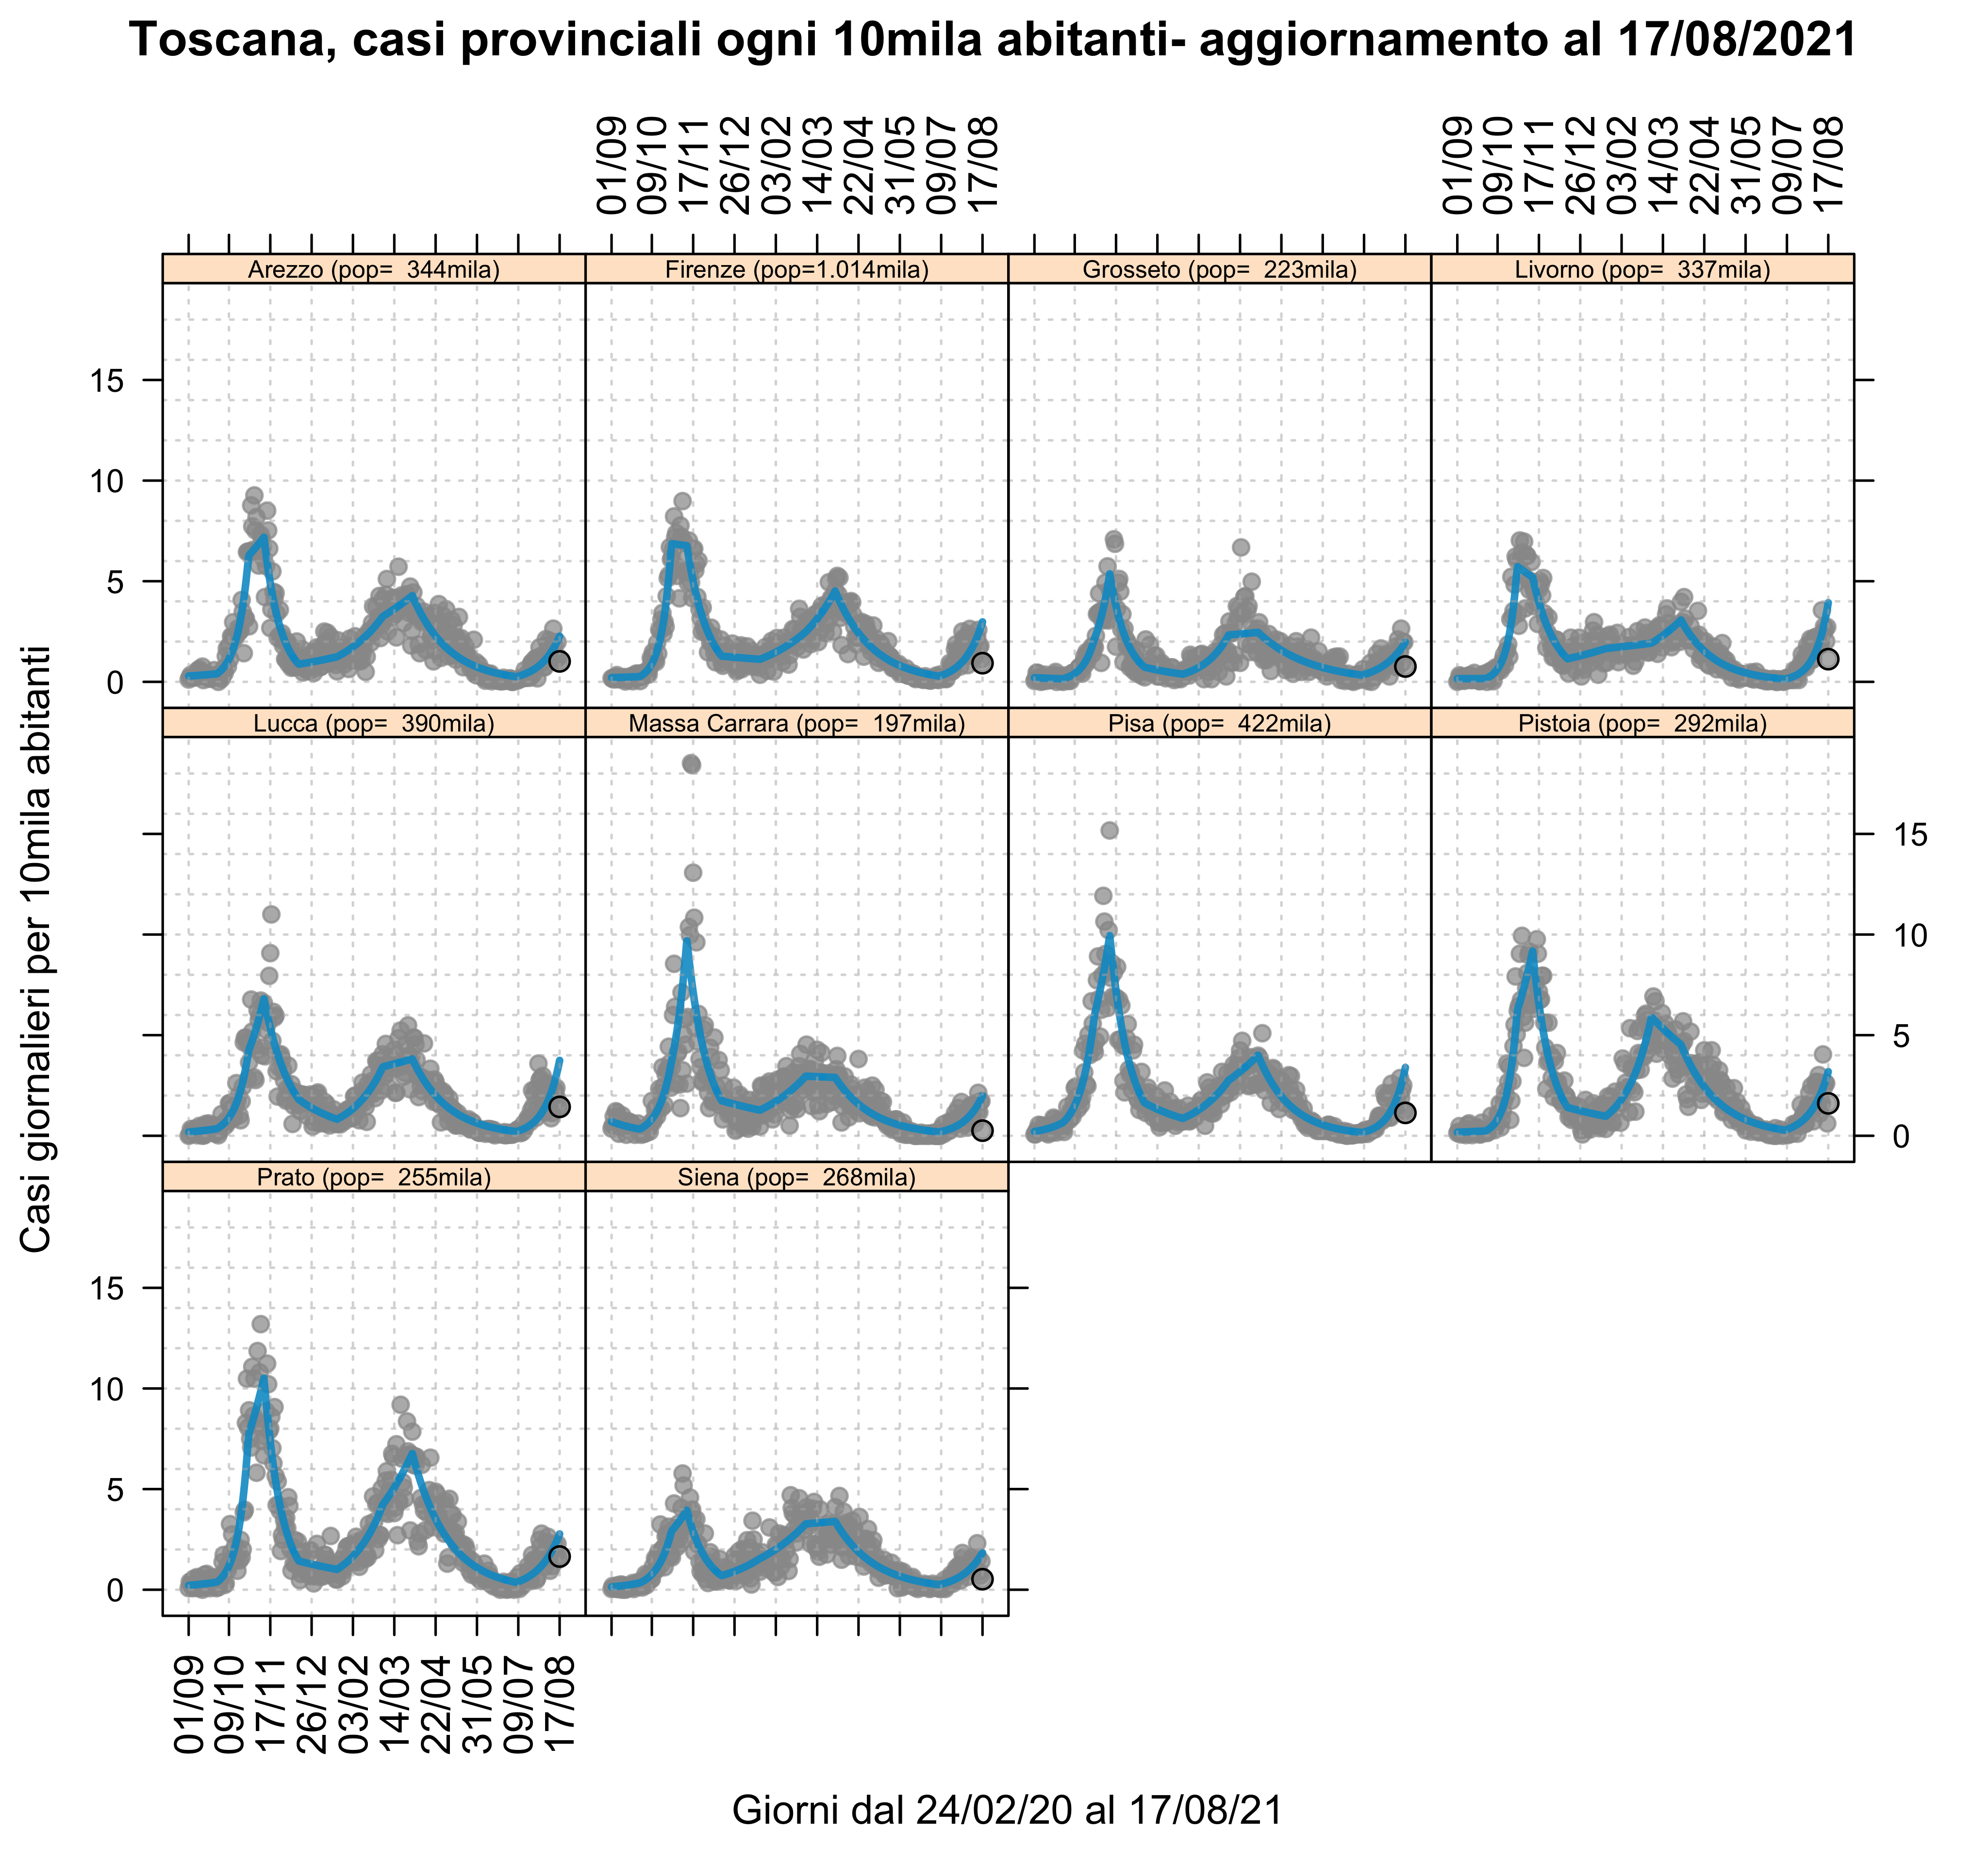 Toscana, casi provinciali ogni 10mila abitanti- aggiornamento al 17/08/2021
01/09 09/10 17/11 26/12 03/02 14/03 22/04 31/05 09/07 17/08
01/09 09/10 17/11 26/12 03/02 14/03 22/04 31/05 09/07 17/08
Arezzo (pop= 344mila)
Firenze (pop=1.014mila)
Grosseto (pop= 223mila)
Livorno (pop= 337mila)
15
10
5
0
Casi giornalieri per 10mila abitanti
Lucca (pop= 390mila)
Massa Carrara (pop= 197mila)
Pisa (pop= 422mila)
Pistoia (pop= 292mila)
15
10
5
0
Prato (pop= 255mila)
Siena (pop= 268mila)
15
10
5
0
01/09 09/10 17/11 26/12 03/02 14/03 22/04 31/05 09/07 17/08
Giorni dal 24/02/20 al 17/08/21